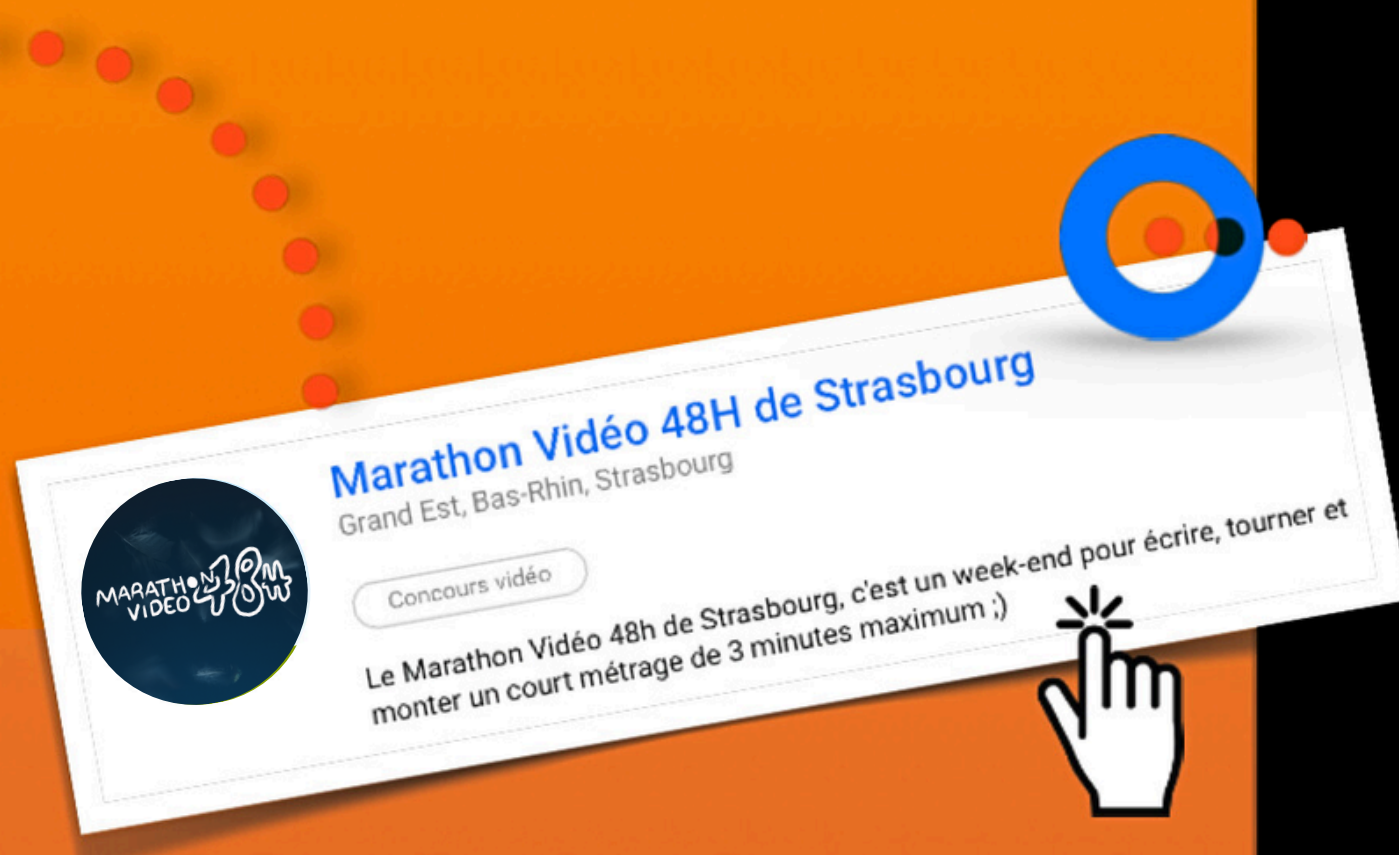 Marathon Vidéo 48H de Strasbourg
Grand Est, Bas-Rhin, Strasbourg
MARATHON
VIDEO 48H
Concours vidéo
Le Marathon Vidéo 48h de Strasbourg, c'est un week-end pour écrire, tourner et
monter un court métrage de 3 minutes maximum ;)